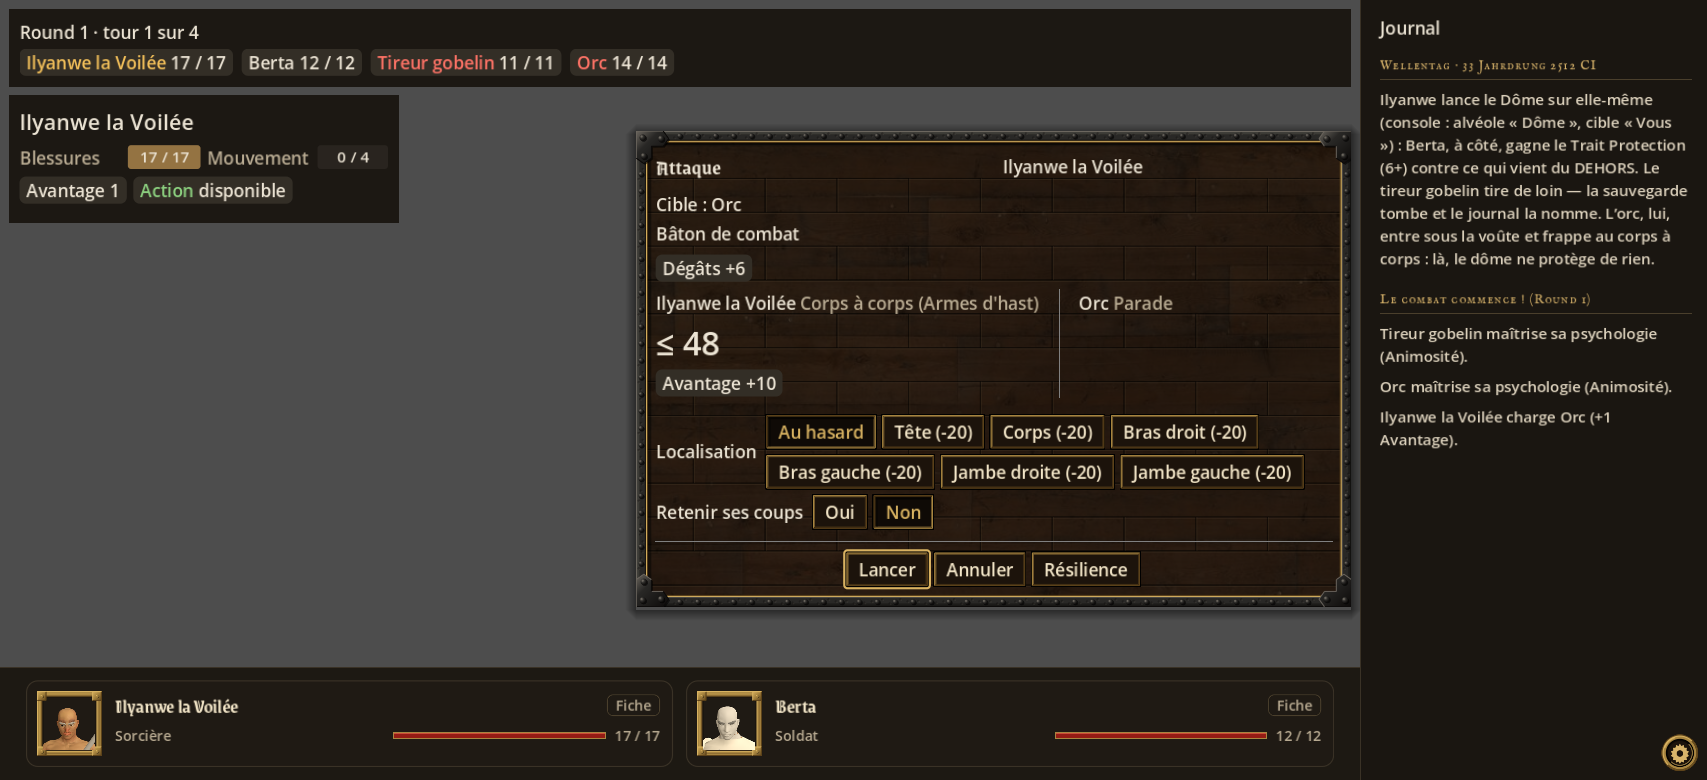 Round 1 · tour 1 sur 4
Ilyanwe la Voilée 17 / 17 Berta 12 / 12 Tireur gobelin 11 / 11 Orc 14 / 14
Ilyanwe la Voilée
Blessures 17 / 17 Mouvement 0 / 4
Avantage 1 Action disponible
Attaque Ilyanwe la Voilée
Cible : Orc
Bâton de combat
Dégâts +6
Ilyanwe la Voilée Corps à corps (Armes d'hast) Orc Parade
≤ 48
Avantage +10
Localisation Au hasard Tête (-20) Corps (-20) Bras droit (-20)
Bras gauche (-20) Jambe droite (-20) Jambe gauche (-20)
Retenir ses coups Oui Non
Lancer Annuler Résilience
Ilyanwe la Voilée Fiche
Sorcière 17 / 17
Berta Fiche
Soldat 12 / 12
Journal
Wellentag · 33 Jahrdrung 2512 CI
Ilyanwe lance le Dôme sur elle-même
(console : alvéole « Dôme », cible « Vous
») : Berta, à côté, gagne le Trait Protection
(6+) contre ce qui vient du DEHORS. Le
tireur gobelin tire de loin — la sauvegarde
tombe et le journal la nomme. L'orc, lui,
entre sous la voûte et frappe au corps à
corps : là, le dôme ne protège de rien.
Le combat commence ! (Round 1)
Tireur gobelin maîtrise sa psychologie
(Animosité).
Orc maîtrise sa psychologie (Animosité).
Ilyanwe la Voilée charge Orc (+1
Avantage).